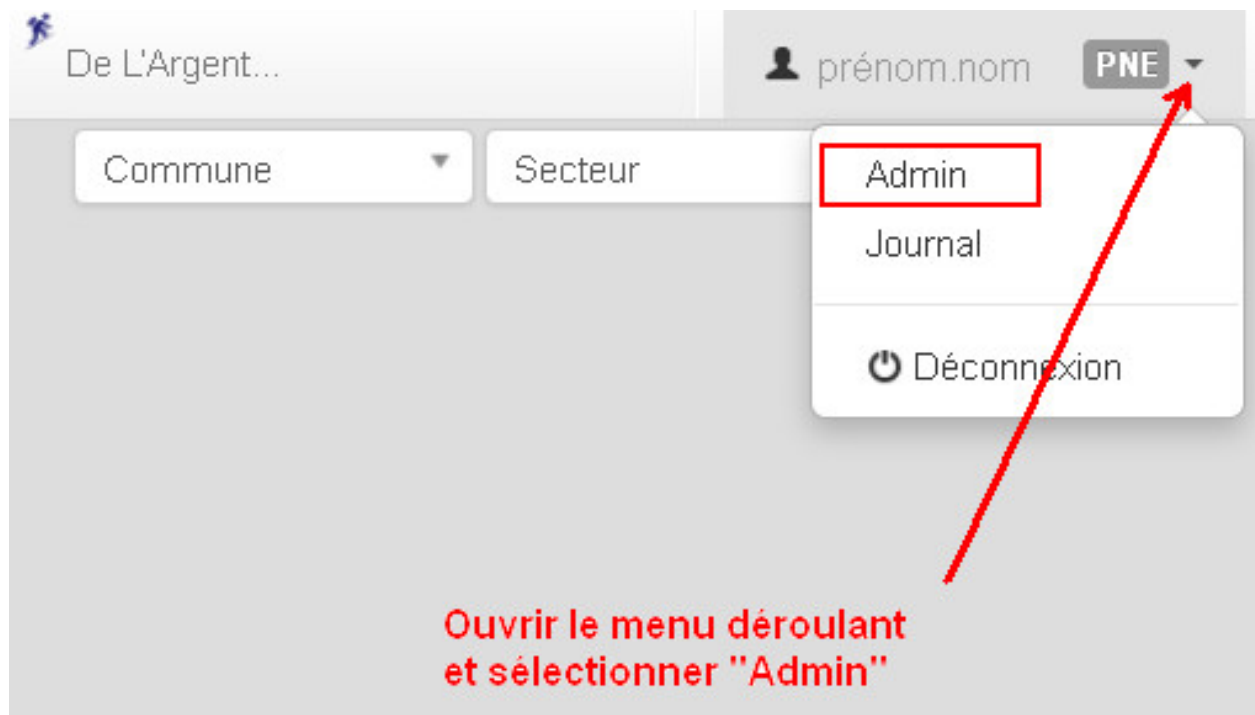 De L'Argent...
prénom.nom PNE
Commune Secteur
Admin
Journal
Déconnexion
Ouvrir le menu déroulant
et sélectionner "Admin"